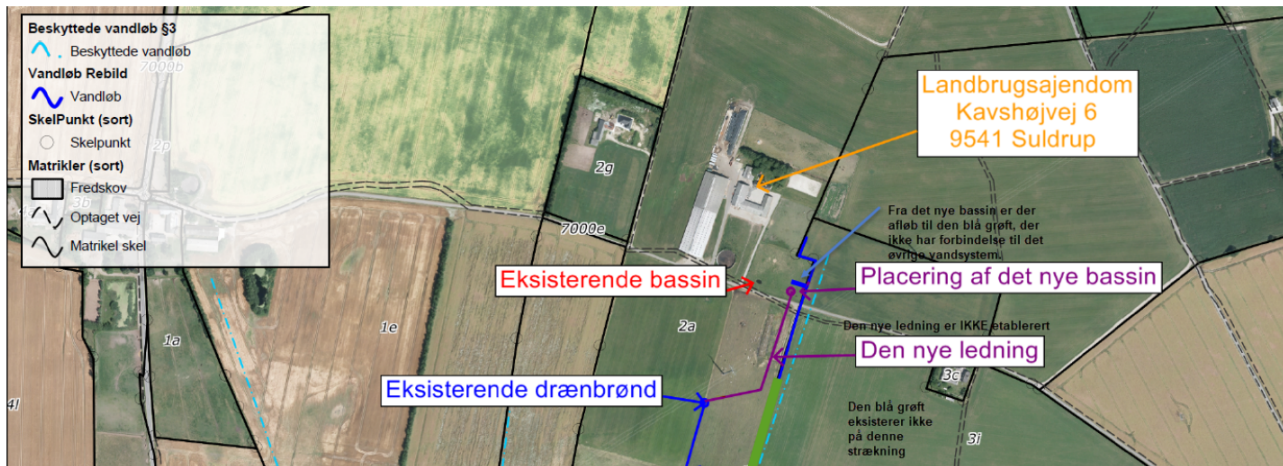 Beskyttede vandløb §3
Beskyttede vandløb
Vandløb Rebild
Vandløb
SkelPunkt (sort)
Skelpunkt
Matrikler (sort)
Fredskov
Optaget vej
Matrikel skel
7000b
2p
3b
2g
7000e
Landbrugsajendom
Kavshøjvej 6
9541 Suldrup
Fra det nye bassin er der
afløb til den blå grøft, der
ikke har forbindelse til det
øvrige vandsystem.
Eksisterende bassin
Placering af det nye bassin
1a
1e
2a
Den nye ledning er IKKE etablerert
Den nye ledning
3c
Eksisterende drænbrønd
4l
Den blå grøft
eksisterer ikke
på denne
strækning
3i